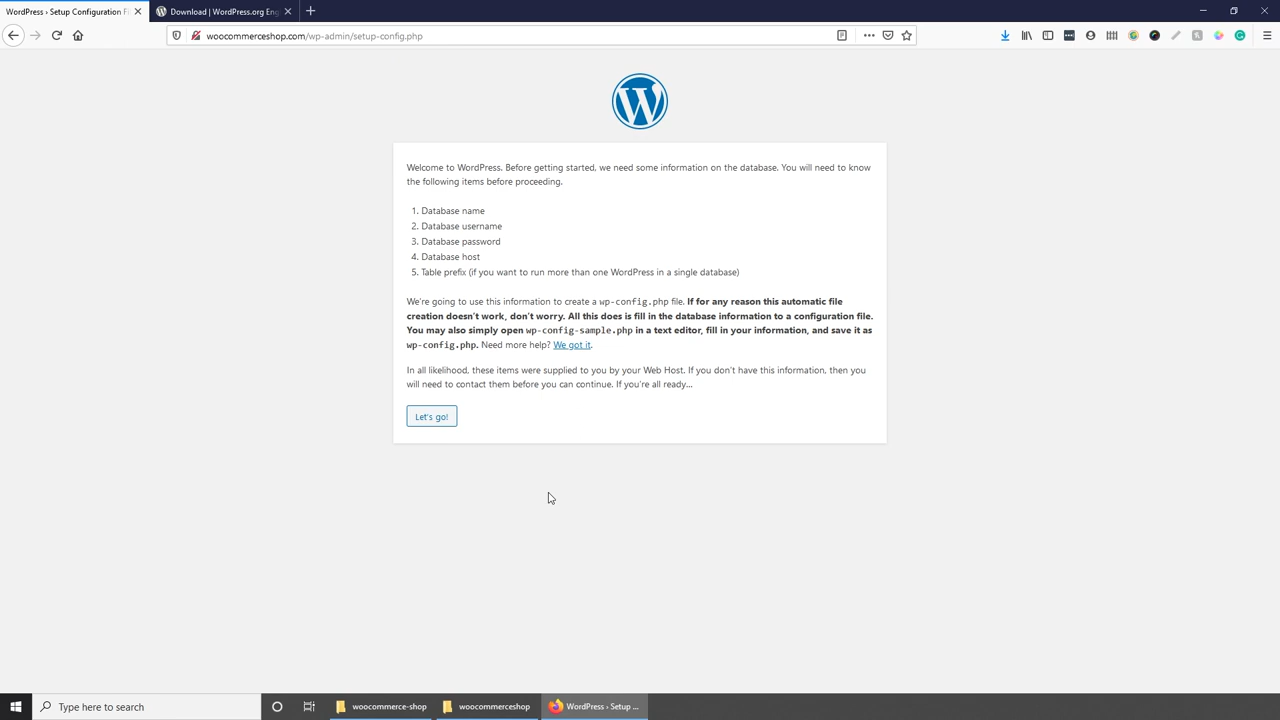 WordPress › Setup Configuration Fi
Download | WordPress.org Eng
woocommerceshop.com/wp-admin/setup-config.php
Welcome to WordPress. Before getting started, we need some information on the database. You will need to know
the following items before proceeding.
1. Database name
2. Database username
3. Database password
4. Database host
5. Table prefix (if you want to run more than one WordPress in a single database)
We're going to use this information to create a wp-config.php file. If for any reason this automatic file
creation doesn't work, don't worry. All this does is fill in the database information to a configuration file.
You may also simply open wp-config-sample.php in a text editor, fill in your information, and save it as
wp-config.php. Need more help? We got it.
In all likelihood, these items were supplied to you by your Web Host. If you don't have this information, then you
will need to contact them before you can continue. If you're all ready…
Let's go!
Type here to search
woocommerce-shop
woocommerceshop
WordPress › Setup ...